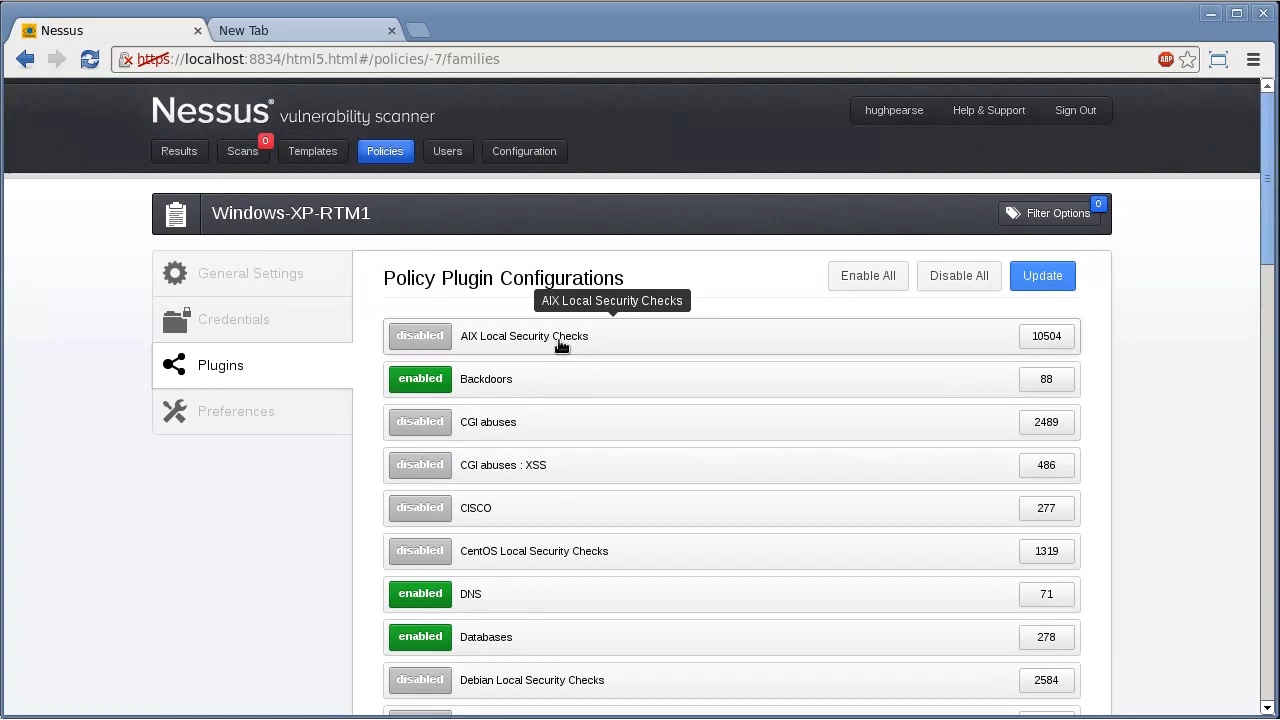 Nessus
New Tab
https://localhost:8834/html5.html#/policies/-7/families
ABP
Nessus® vulnerability scanner
hughpearse
Help & Support
Sign Out
Results
Scans
0
Templates
Policies
Users
Configuration
Windows-XP-RTM1
Filter Options
0
General Settings
Credentials
Plugins
Preferences
Policy Plugin Configurations
Enable All
Disable All
Update
AIX Local Security Checks
disabled AIX Local Security Checks 10504
enabled Backdoors 88
disabled CGI abuses 2489
disabled CGI abuses : XSS 486
disabled CISCO 277
disabled CentOS Local Security Checks 1319
enabled DNS 71
enabled Databases 278
disabled Debian Local Security Checks 2584